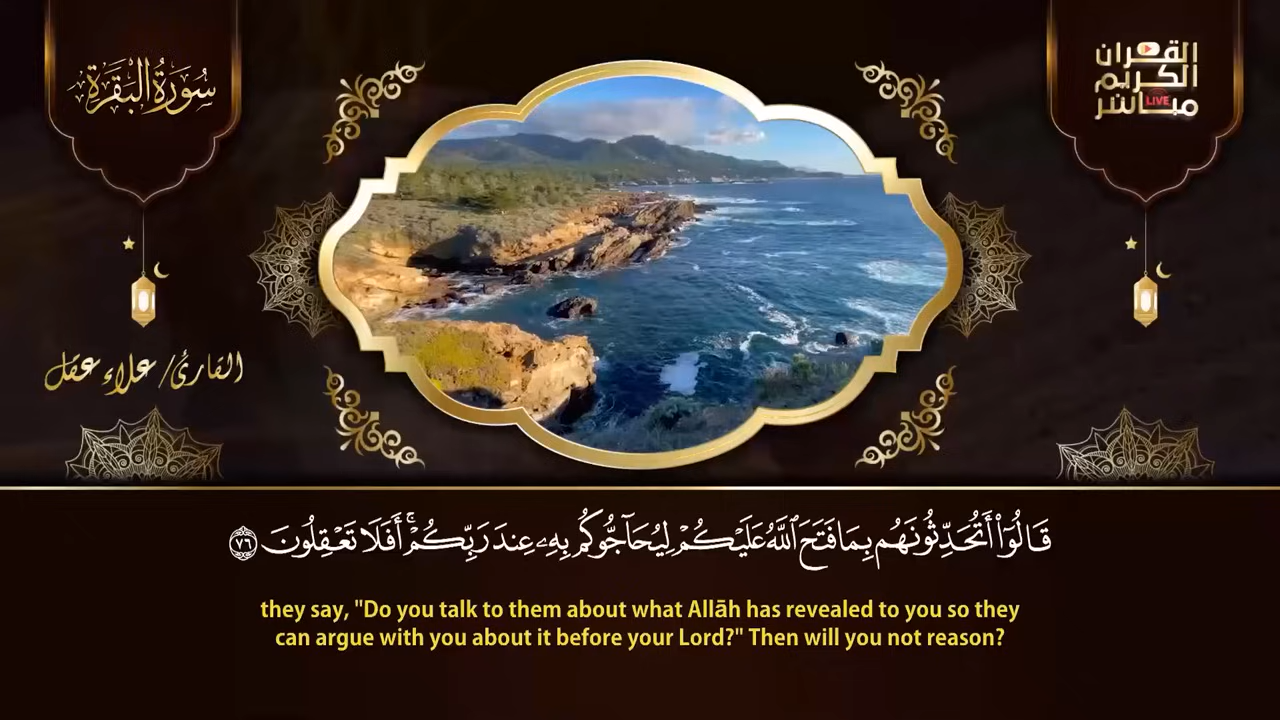 سُورَةُ البَقَرَةِ
القرآن
الكريم
مباشر
LIVE
القارئ/ علاء عقل
قَالُوٓاْ أَتُحَدِّثُونَهُم بِمَا فَتَحَ ٱللَّهُ عَلَيْكُمْ لِيُحَآجُّوكُم بِهِۦ عِندَ رَبِّكُمْۚ أَفَلَا تَعْقِلُونَ ٧٦
they say, "Do you talk to them about what Allāh has revealed to you so they
can argue with you about it before your Lord?" Then will you not reason?